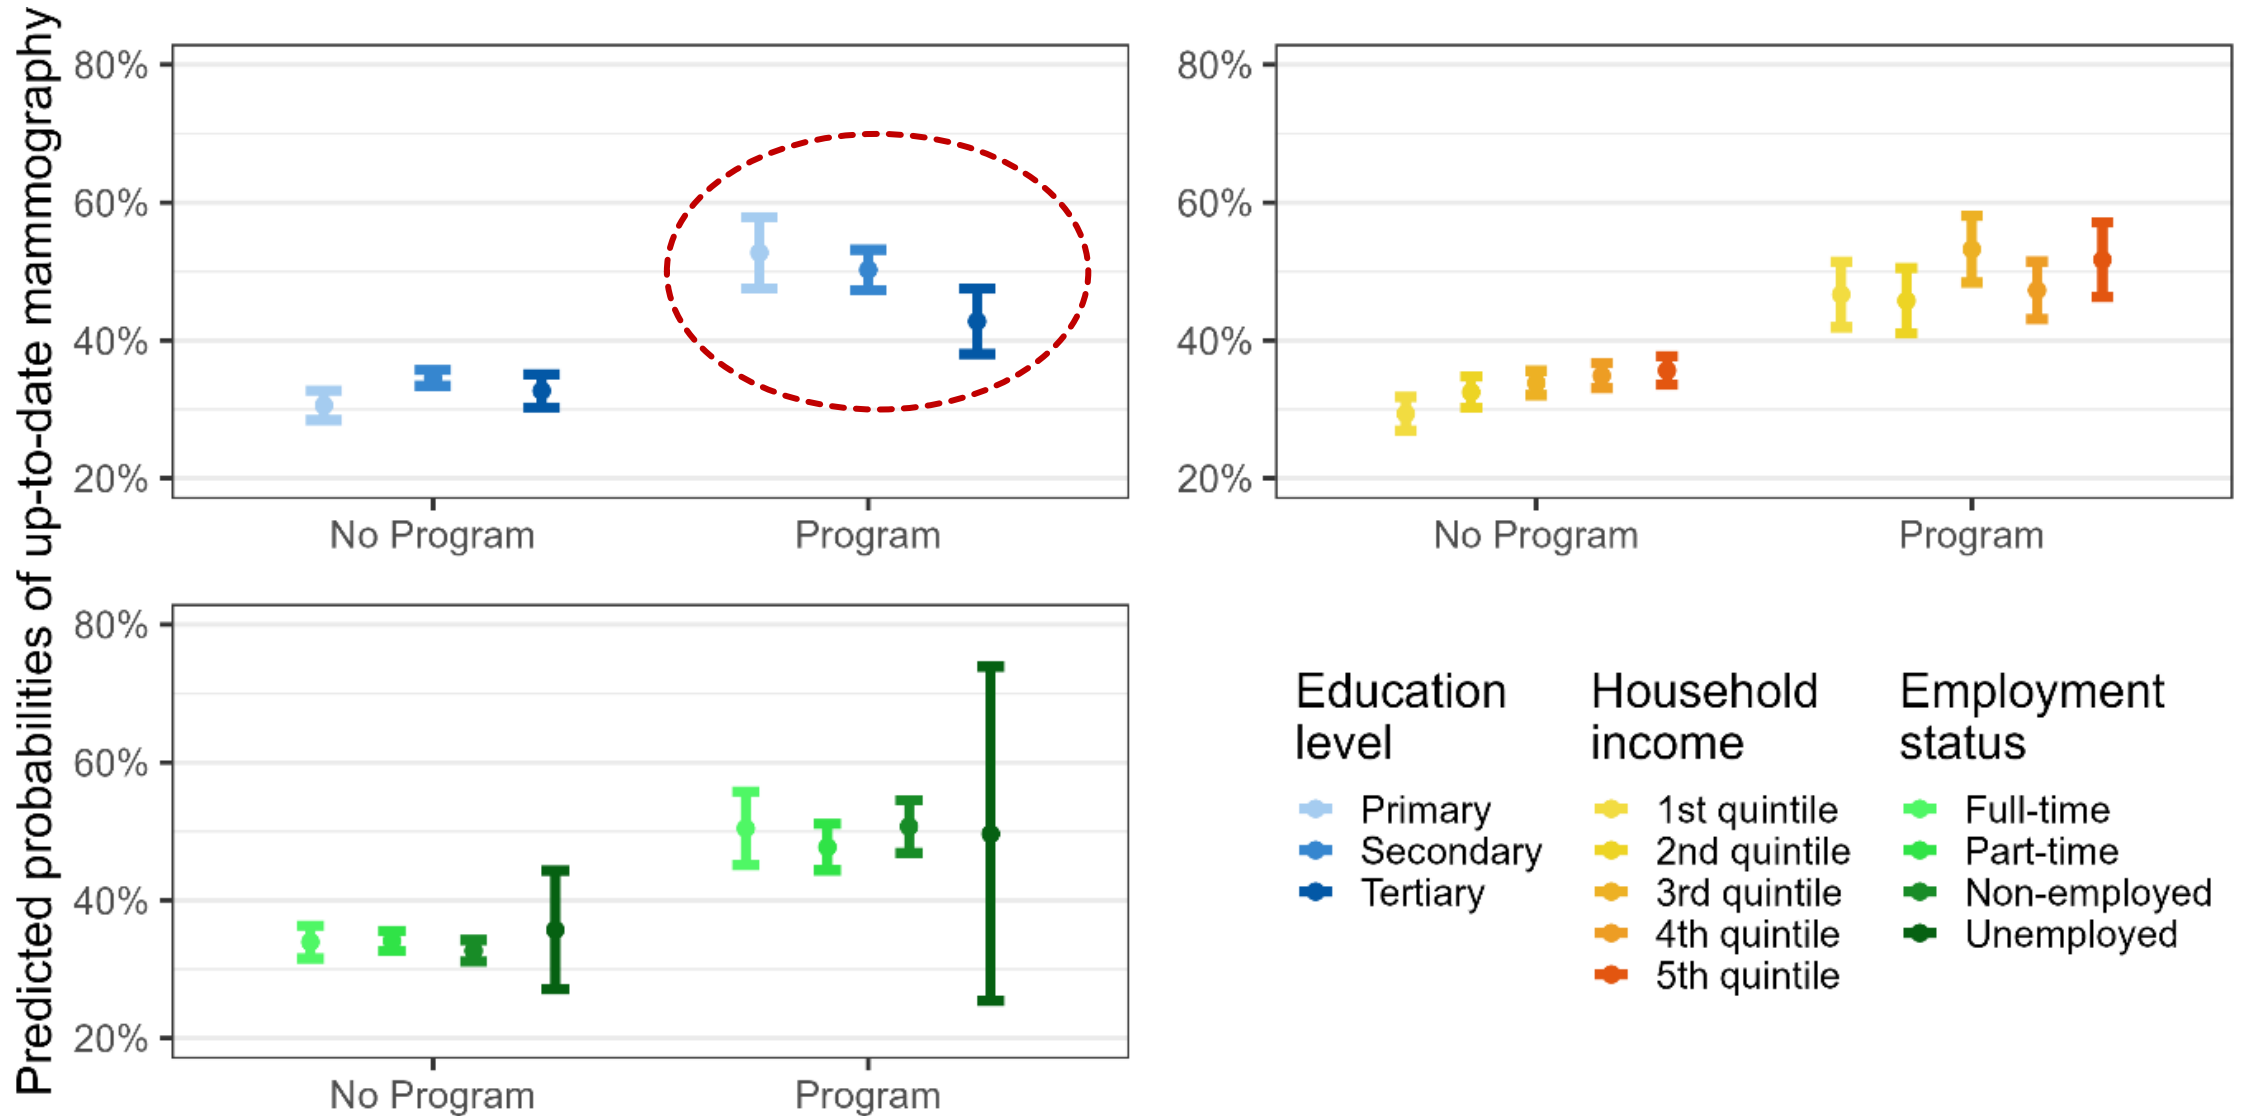 Predicted probabilities of up-to-date mammography
80%
60%
40%
20%
No Program
Program
80%
60%
40%
20%
No Program
Program
80%
60%
40%
20%
No Program
Program
Education
level
Primary
Secondary
Tertiary
Household
income
1st quintile
2nd quintile
3rd quintile
4th quintile
5th quintile
Employment
status
Full-time
Part-time
Non-employed
Unemployed